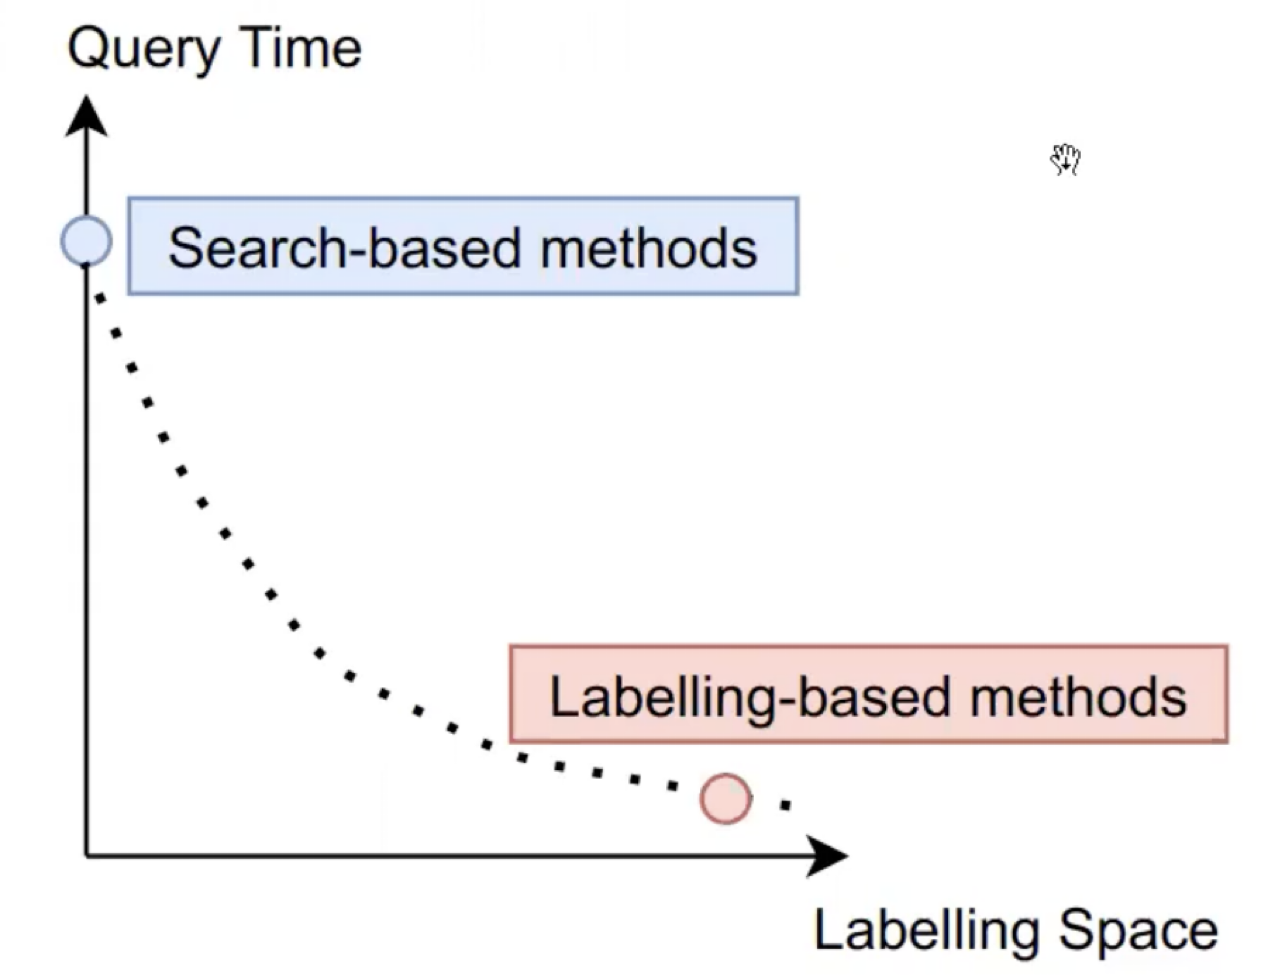 Query Time
Search-based methods
Labelling-based methods
Labelling Space